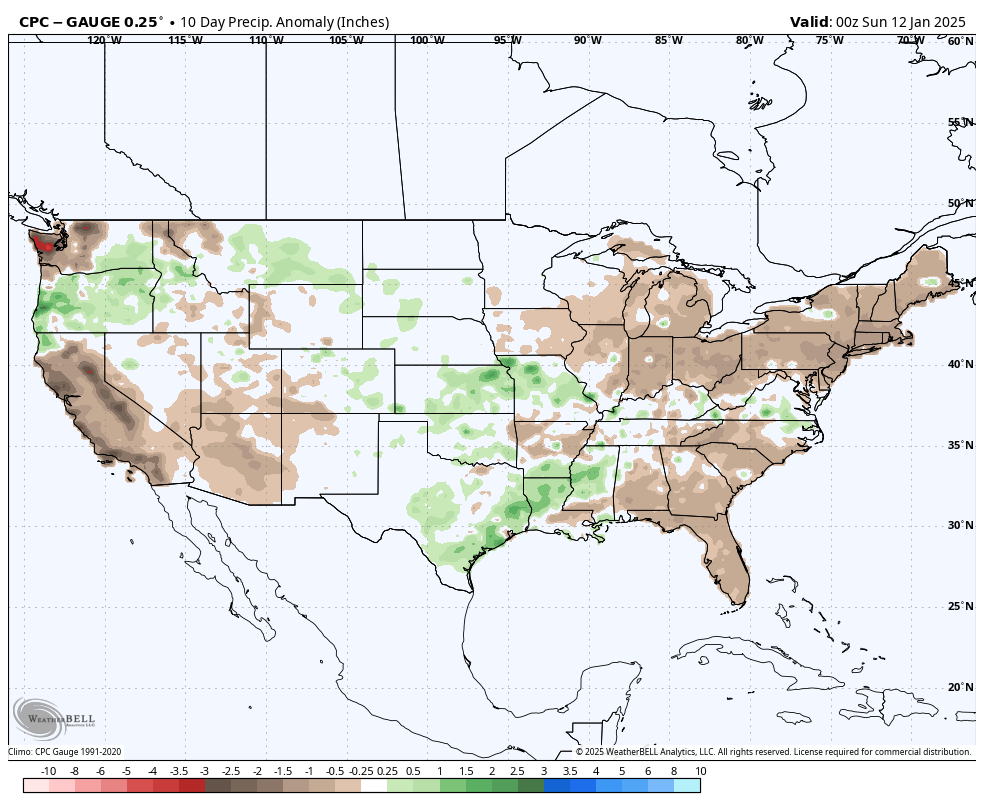 CPC − GAUGE 0.25° • 10 Day Precip. Anomaly (Inches)
Valid: 00z Sun 12 Jan 2025
120°W 115°W 110°W 105°W 100°W 95°W 90°W 85°W 80°W 75°W 70°W
60°N
55°N
50°N
45°N
40°N
35°N
30°N
25°N
20°N
WEATHERBELL
Climo: CPC Gauge 1991-2020
© 2025 WeatherBELL Analytics, LLC. All rights reserved. License required for commercial distribution.
-10 -8 -6 -5 -4 -3.5 -3 -2.5 -2 -1.5 -1 -0.5 -0.25 0.25 0.5 1 1.5 2 2.5 3 3.5 4 5 6 8 10